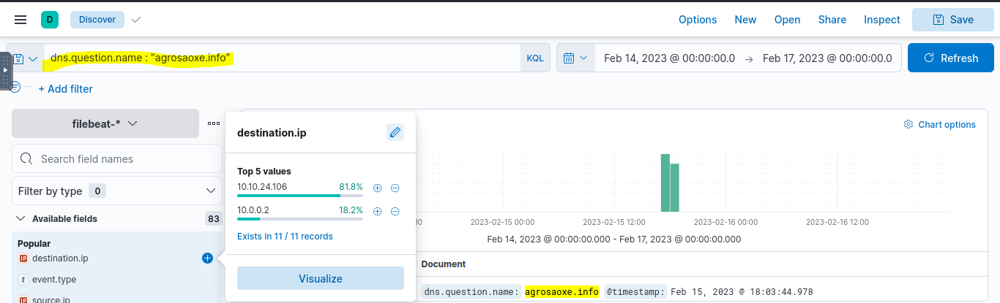 D Discover Options New Open Share Inspect Save
dns.question.name : "agrosaoxe.info" KQL Feb 14, 2023 @ 00:00:00.0 → Feb 17, 2023 @ 00:00:00.0 Refresh
+ Add filter
filebeat-*
destination.ip
Chart options
Search field names
Top 5 values
10.10.24.106 81.8%
Filter by type 0
10.0.0.2 18.2%
Available fields 83
00 2023-02-15 00:00 2023-02-15 12:00 2023-02-16 00:00 2023-02-16 12:00
Exists in 11 / 11 records
Feb 14, 2023 @ 00:00:00.000 - Feb 17, 2023 @ 00:00:00.000
Popular
IP destination.ip
Document
t event.type
Visualize
dns.question.name: agrosaoxe.info @timestamp: Feb 15, 2023 @ 18:03:44.978
IP source.ip